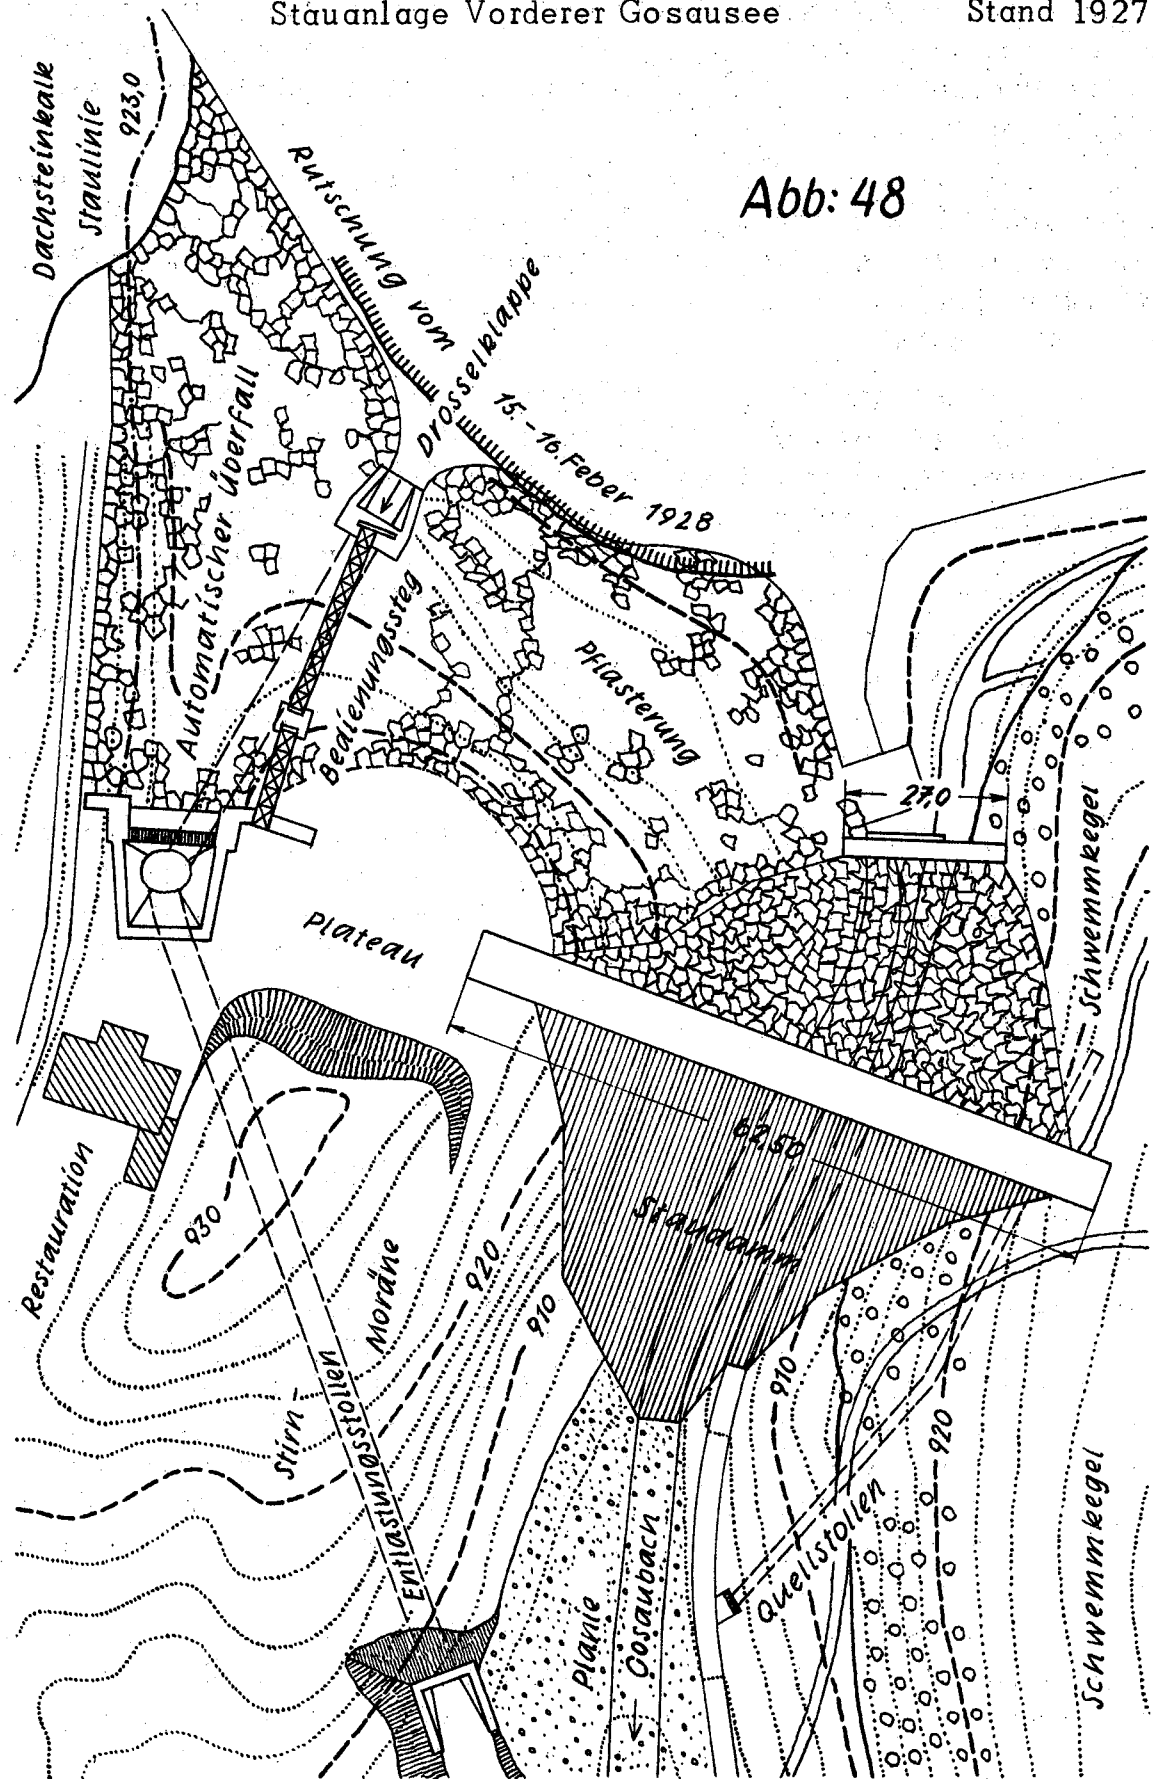 Stauanlage Vorderer Gosausee
Stand 1927
Abb: 48
Dachsteinkalk
Staulinie
923,0
Rutschung vom
15.-16. Feber 1928
Drosselklappe
Automatischer Überfall
Bedienungssteg
Pflasterung
27,0
Schwemmkegel
Plateau
62,50
Staudamm
Restauration
930
Stirn-
Moräne
920
910
Entlastungsstollen
910
920
Quellstollen
Planie
Gosaubach
Schwemmkegel